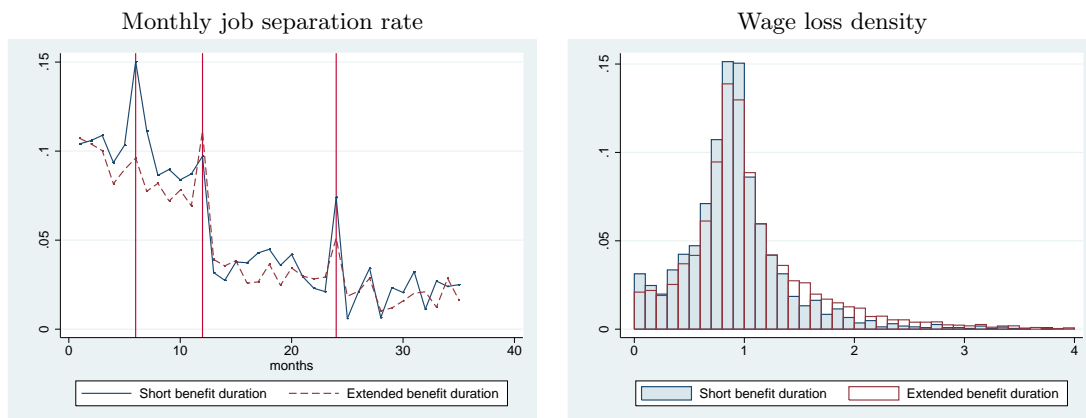 Monthly job separation rate
.15
.1
.05
0
0 10 20 30 40
months
Short benefit duration Extended benefit duration
Wage loss density
.15
.1
.05
0
0 1 2 3 4
Short benefit duration Extended benefit duration